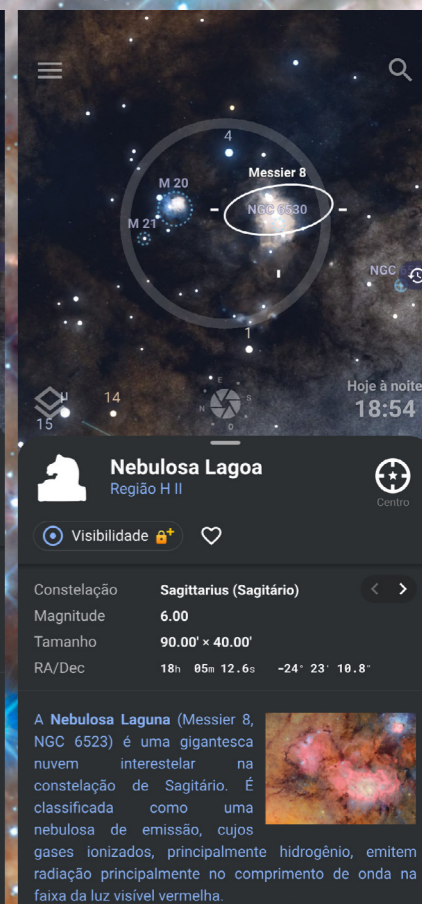 4
Messier 8
M 20
NGC 6530
M 21
NGC
1
µ
14
15
N
E
S
O
Hoje à noite
18:54
Nebulosa Lagoa
Região H II
Centro
Visibilidade
Constelação Sagittarius (Sagitário)
Magnitude 6.00
Tamanho 90.00' × 40.00'
RA/Dec 18h 05m 12.6s -24° 23' 10.8"
A Nebulosa Laguna (Messier 8,
NGC 6523) é uma gigantesca
nuvem interestelar na
constelação de Sagitário. É
classificada como uma
nebulosa de emissão, cujos
gases ionizados, principalmente hidrogênio, emitem
radiação principalmente no comprimento de onda na
faixa da luz visível vermelha.